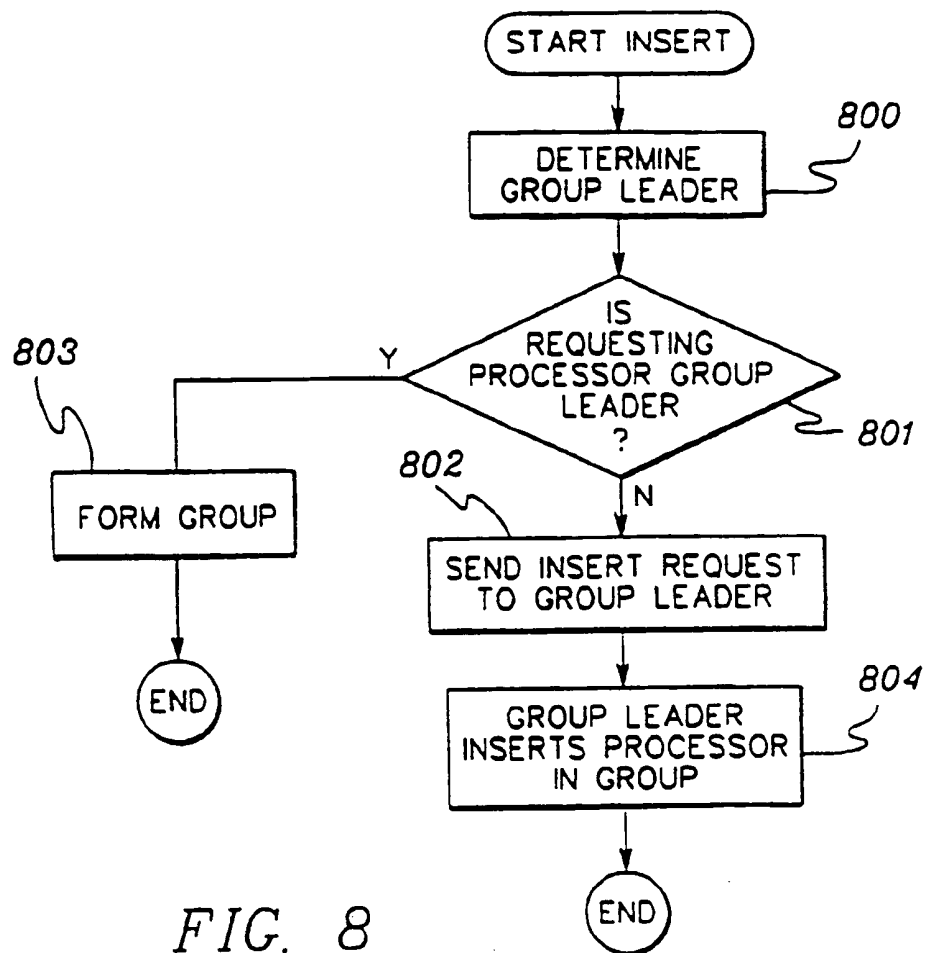 START INSERT
800
DETERMINE
GROUP LEADER
IS
REQUESTING
PROCESSOR GROUP
LEADER
?
801
Y
803
FORM GROUP
END
N
802
SEND INSERT REQUEST
TO GROUP LEADER
804
GROUP LEADER
INSERTS PROCESSOR
IN GROUP
END
FIG. 8